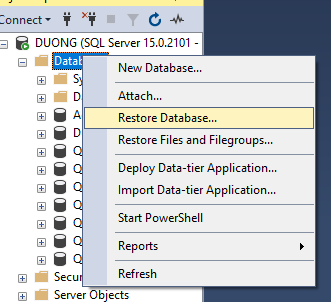 Connect
DUONG (SQL Server 15.0.2101 -
Datab
New Database...
Sy
Attach...
D
Restore Database...
A
Restore Files and Filegroups...
D
Q
Deploy Data-tier Application...
Q
Import Data-tier Application...
Q
Start PowerShell
Q
Reports
Q
Q
Refresh
Secur
Server Objects